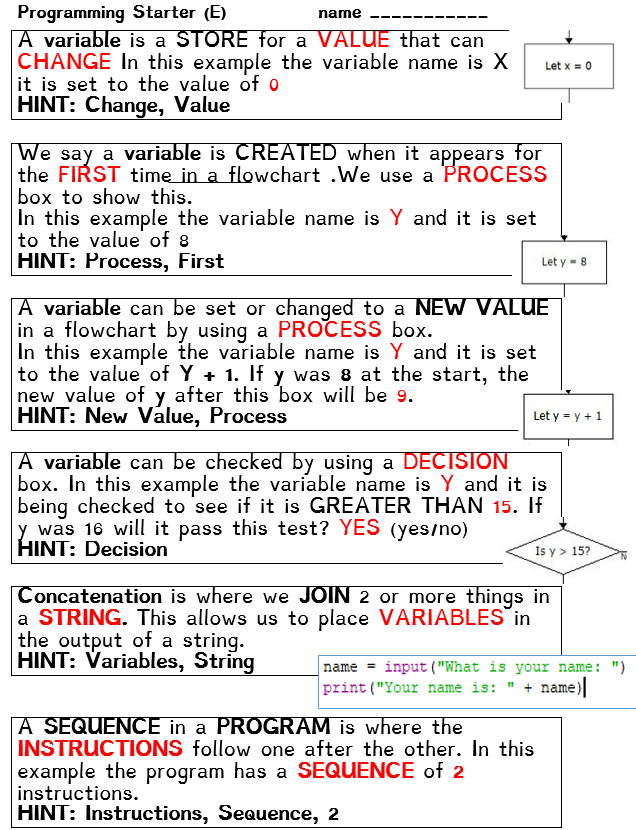 Programming Starter (E) name ___________
A variable is a STORE for a VALUE that can
CHANGE In this example the variable name is X
it is set to the value of 0
HINT: Change, Value
Let x = 0
We say a variable is CREATED when it appears for
the FIRST time in a flowchart .We use a PROCESS
box to show this.
In this example the variable name is Y and it is set
to the value of 8
HINT: Process, First
Let y = 8
A variable can be set or changed to a NEW VALUE
in a flowchart by using a PROCESS box.
In this example the variable name is Y and it is set
to the value of Y + 1. If y was 8 at the start, the
new value of y after this box will be 9.
HINT: New Value, Process
Let y = y + 1
A variable can be checked by using a DECISION
box. In this example the variable name is Y and it is
being checked to see if it is GREATER THAN 15. If
y was 16 will it pass this test? YES (yes/no)
HINT: Decision
Is y > 15?
N
Concatenation is where we JOIN 2 or more things in
a STRING. This allows us to place VARIABLES in
the output of a string.
HINT: Variables, String
name = input("What is your name: ")
print("Your name is: " + name)
A SEQUENCE in a PROGRAM is where the
INSTRUCTIONS follow one after the other. In this
example the program has a SEQUENCE of 2
instructions.
HINT: Instructions, Sequence, 2